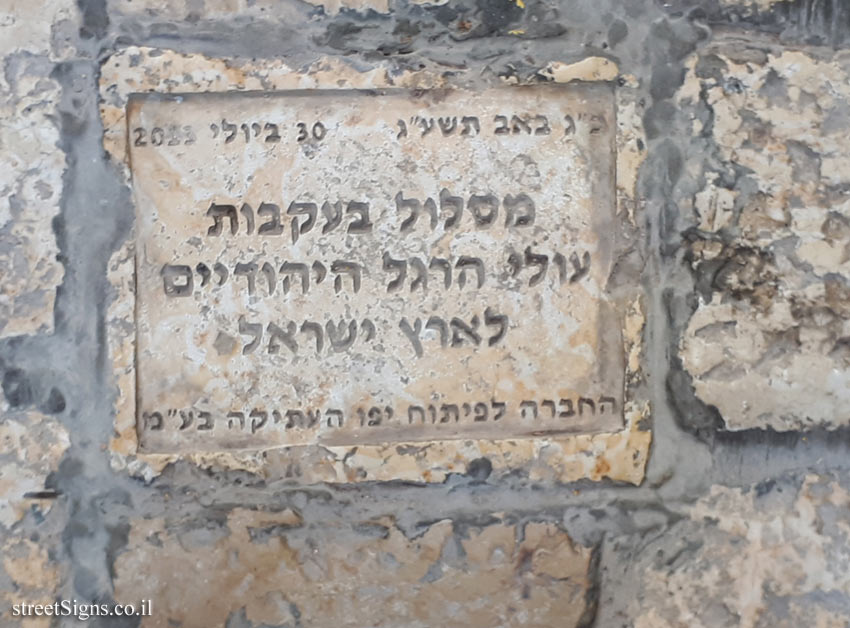 כ״ג באב תשע״ג 30 ביולי 2013
מסלול בעקבות
עולי הרגל היהודיים
לארץ ישראל
החברה לפיתוח יפו העתיקה בע״מ
streetSigns.co.il